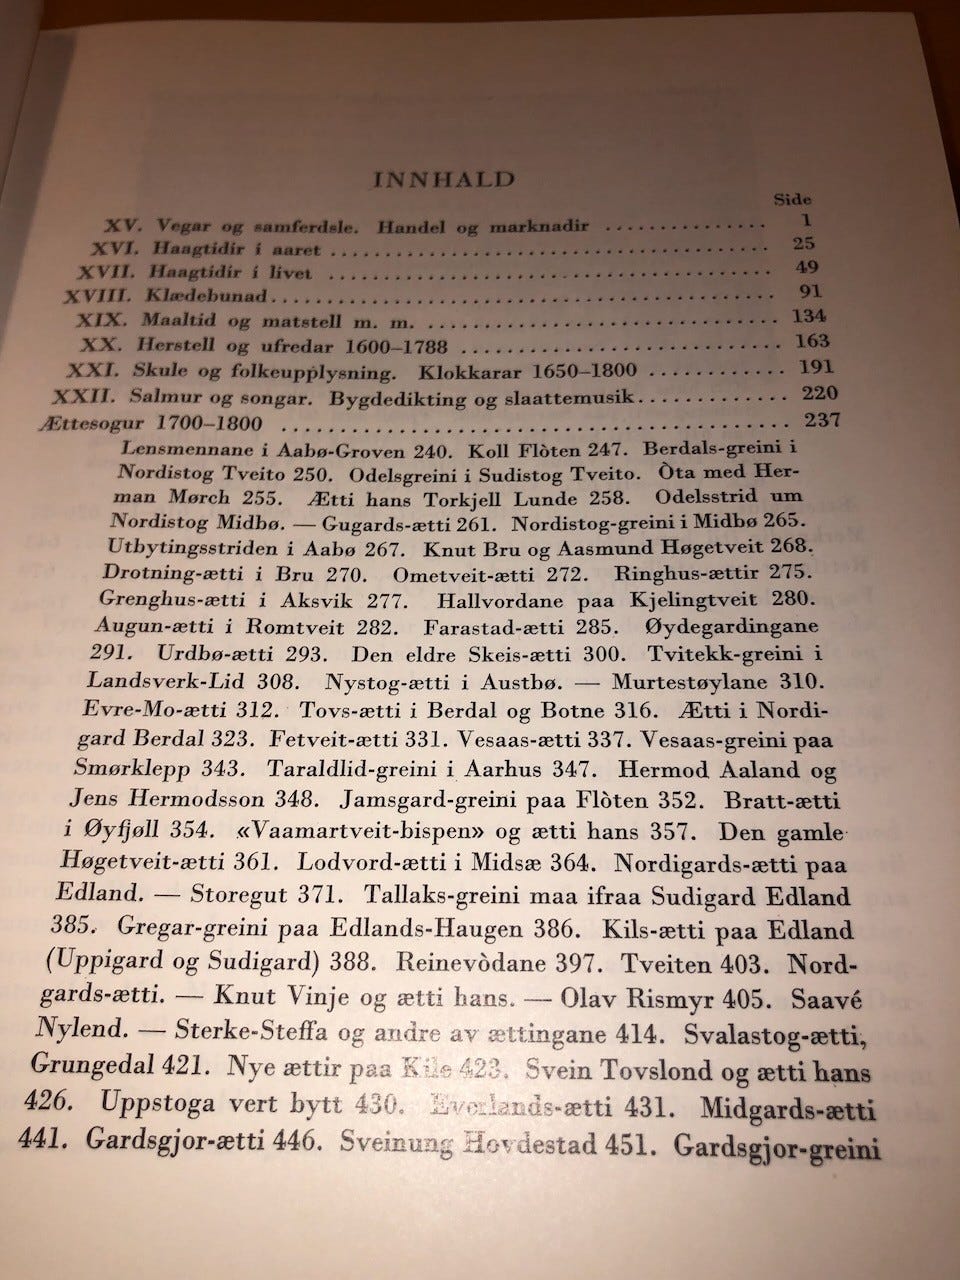 INNHALD
Side
XV. Vegar og samferdsle. Handel og marknadir ............... 1
XVI. Haagtidir i aaret ........................................ 25
XVII. Haagtidir i livet ........................................ 49
XVIII. Klædebunad........................................ 91
XIX. Maaltid og matstell m. m. .............................. 134
XX. Herstell og ufredar 1600–1788 ............................ 163
XXI. Skule og folkeupplysning. Klokkarar 1650–1800 ............ 191
XXII. Salmur og songar. Bygdedikting og slaattemusik............. 220
Ættesogur 1700–1800 ........................................ 237
Lensmennane i Aabø-Groven 240. Koll Flòten 247. Berdals-greini i
Nordistog Tveito 250. Odelsgreini i Sudistog Tveito. Òta med Her-
man Mørch 255. Ætti hans Torkjell Lunde 258. Odelsstrid um
Nordistog Midbø. — Gugards-ætti 261. Nordistog-greini i Midbø 265.
Utbytingsstriden i Aabø 267. Knut Bru og Aasmund Høgetveit 268.
Drotning-ætti i Bru 270. Ometveit-ætti 272. Ringhus-ættir 275.
Grenghus-ætti i Aksvik 277. Hallvordane paa Kjelingtveit 280.
Augun-ætti i Romtveit 282. Farastad-ætti 285. Øydegardingane
291. Urdbø-ætti 293. Den eldre Skeis-ætti 300. Tvitekk-greini i
Landsverk-Lid 308. Nystog-ætti i Austbø. — Murtestøylane 310.
Evre-Mo-ætti 312. Tovs-ætti i Berdal og Botne 316. Ætti i Nordi-
gard Berdal 323. Fetveit-ætti 331. Vesaas-ætti 337. Vesaas-greini paa
Smørklepp 343. Taraldlid-greini i Aarhus 347. Hermod Aaland og
Jens Hermodsson 348. Jamsgard-greini paa Flòten 352. Bratt-ætti
i Øyfjøll 354. «Vaamartveit-bispen» og ætti hans 357. Den gamle
Høgetveit-ætti 361. Lodvord-ætti i Midsæ 364. Nordigards-ætti paa
Edland. — Storegut 371. Tallaks-greini maa ifraa Sudigard Edland
385. Gregar-greini paa Edlands-Haugen 386. Kils-ætti paa Edland
(Uppigard og Sudigard) 388. Reinevòdane 397. Tveiten 403. Nord-
gards-ætti. — Knut Vinje og ætti hans. — Olav Rismyr 405. Saavé
Nylend. — Sterke-Steffa og andre av ættingane 414. Svalastog-ætti,
Grungedal 421. Nye ættir paa Kile 423. Svein Tovslond og ætti hans
426. Uppstoga vert bytt 430. Everlands-ætti 431. Midgards-ætti
441. Gardsgjor-ætti 446. Sveinung Hovdestad 451. Gardsgjor-greini